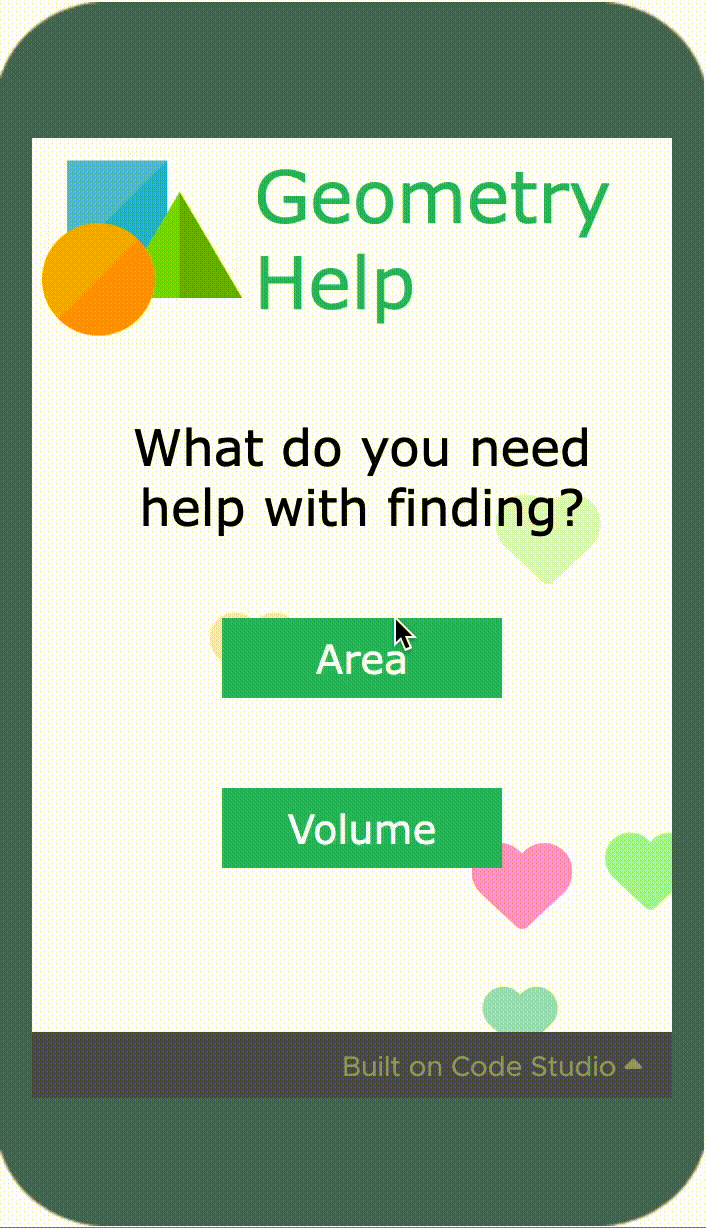 Geometry
Help
What do you need
help with finding?
Area
Volume
Built on Code Studio